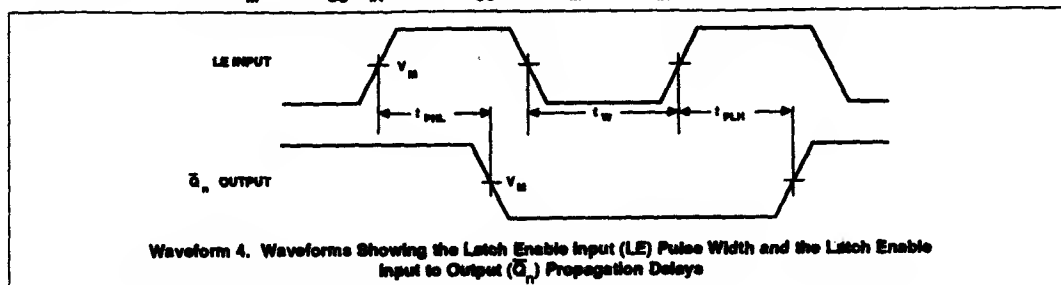 LE INPUT
V_M
t_PHL
t_W
t_PLH
Q̅_n OUTPUT
V_M
Waveform 4. Waveforms Showing the Latch Enable Input (LE) Pulse Width and the Latch Enable
Input to Output (Q̅_n) Propagation Delays